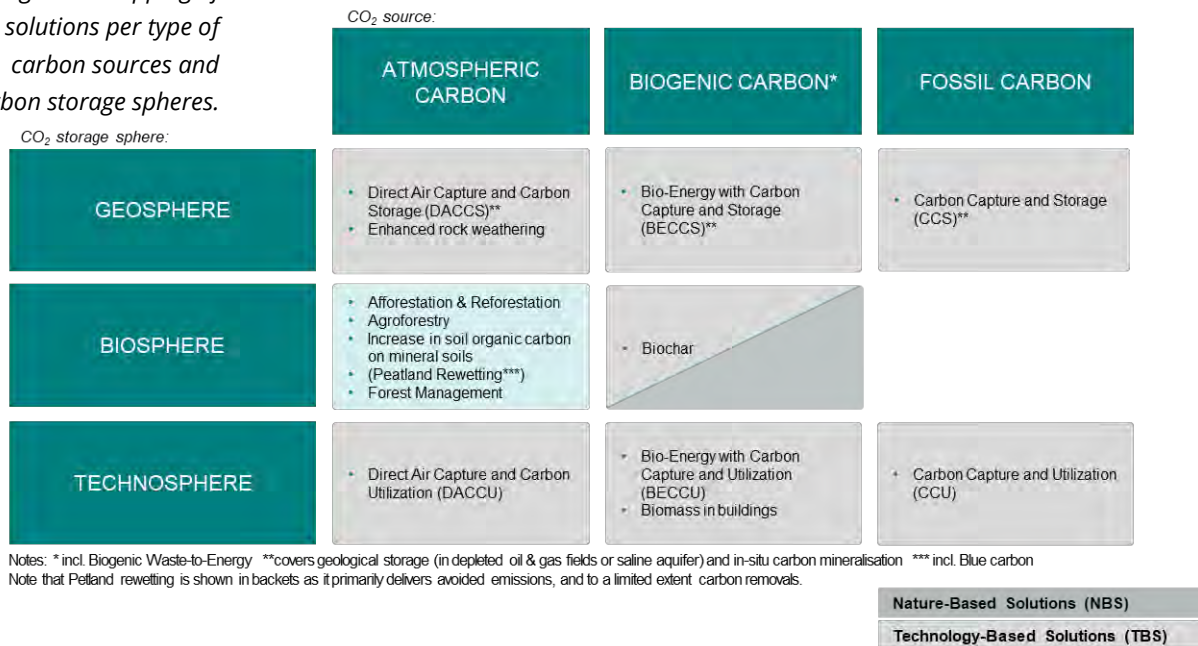 solutions per type of
carbon sources and
carbon storage spheres.
CO₂ source:
ATMOSPHERIC
CARBON
BIOGENIC CARBON*
FOSSIL CARBON
CO₂ storage sphere:
GEOSPHERE
• Direct Air Capture and Carbon
Storage (DACCS)**
• Enhanced rock weathering
• Bio-Energy with Carbon
Capture and Storage
(BECCS)**
• Carbon Capture and Storage
(CCS)**
BIOSPHERE
• Afforestation & Reforestation
• Agroforestry
• Increase in soil organic carbon
on mineral soils
• (Peatland Rewetting***)
• Forest Management
• Biochar
TECHNOSPHERE
• Direct Air Capture and Carbon
Utilization (DACCU)
• Bio-Energy with Carbon
Capture and Utilization
(BECCU)
• Biomass in buildings
• Carbon Capture and Utilization
(CCU)
Notes: * incl. Biogenic Waste-to-Energy **covers geological storage (in depleted oil & gas fields or saline aquifer) and in-situ carbon mineralisation *** incl. Blue carbon
Note that Petland rewetting is shown in backets as it primarily delivers avoided emissions, and to a limited extent carbon removals.
Nature-Based Solutions (NBS)
Technology-Based Solutions (TBS)